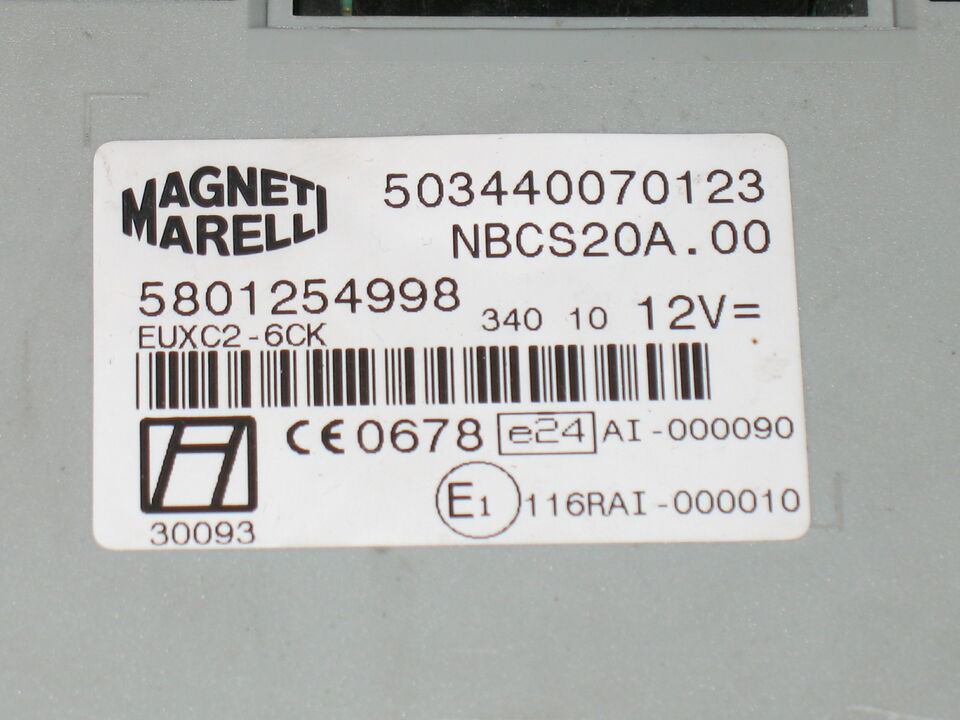 MAGNETI
MARELLI
503440070123
NBCS20A.00
5801254998
340 10 12V=
EUXC2-6CK
CE0678 e24 AI-000090
30093
E1 116RAI-000010